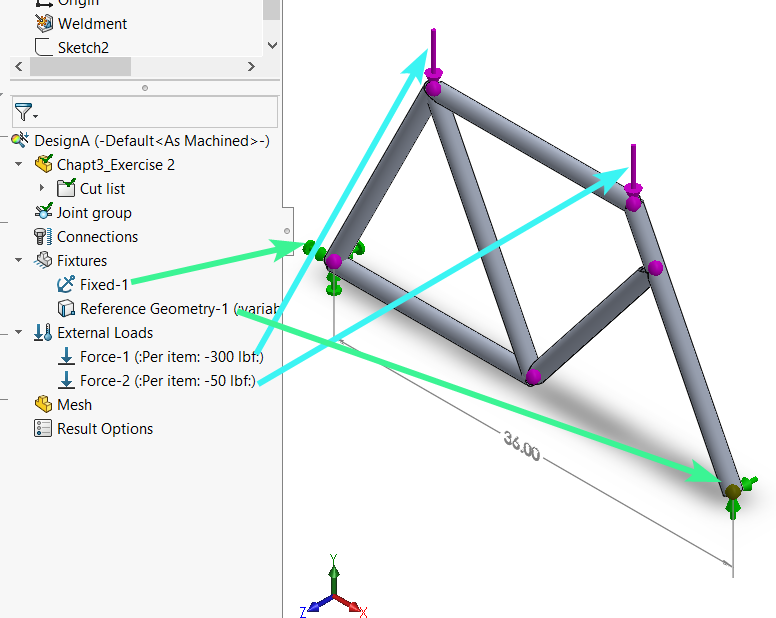 Origin
Weldment
Sketch2
DesignA (-Default<As Machined>-)
Chapt3_Exercise 2
Cut list
Joint group
Connections
Fixtures
Fixed-1
Reference Geometry-1 (:variab
External Loads
Force-1 (:Per item: -300 lbf:)
Force-2 (:Per item: -50 lbf:)
Mesh
Result Options
36.00
Y
Z
X